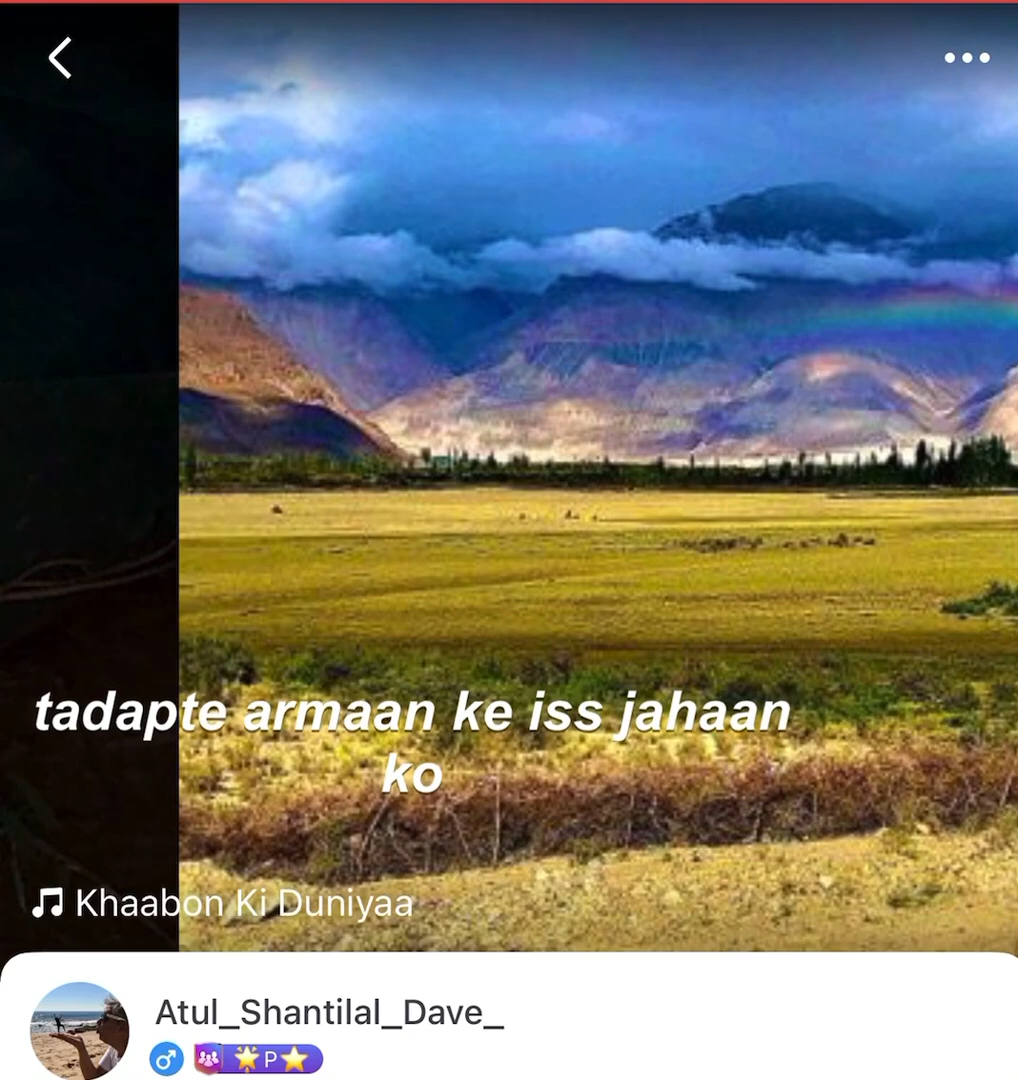 tadapte armaan ke iss jahaan
ko
Khaabon Ki Duniyaa
Atul_Shantilal_Dave_
P